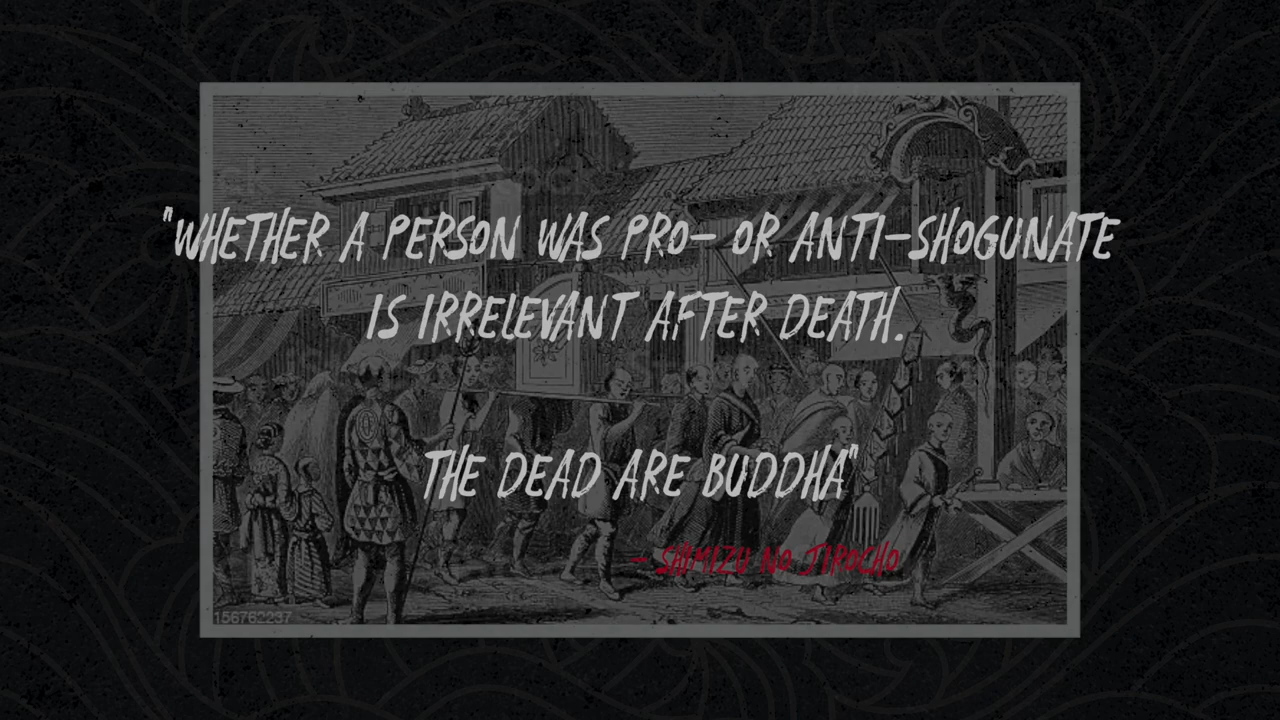 "WHETHER A PERSON WAS PRO- OR ANTI-SHOGUNATE
IS IRRELEVANT AFTER DEATH.
THE DEAD ARE BUDDHA"
- SHIMIZU NO JIROCHO
156762237